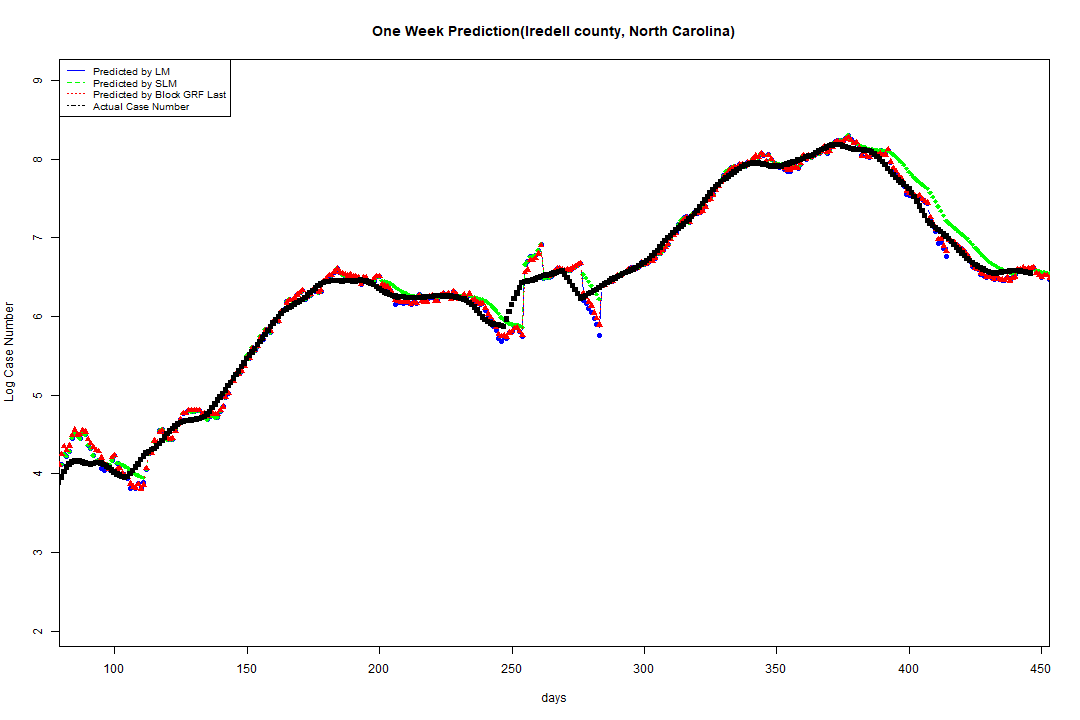 One Week Prediction(Iredell county, North Carolina)
Predicted by LM
Predicted by SLM
Predicted by Block GRF Last
Actual Case Number
Log Case Number
9
8
7
6
5
4
3
2
100 150 200 250 300 350 400 450
days